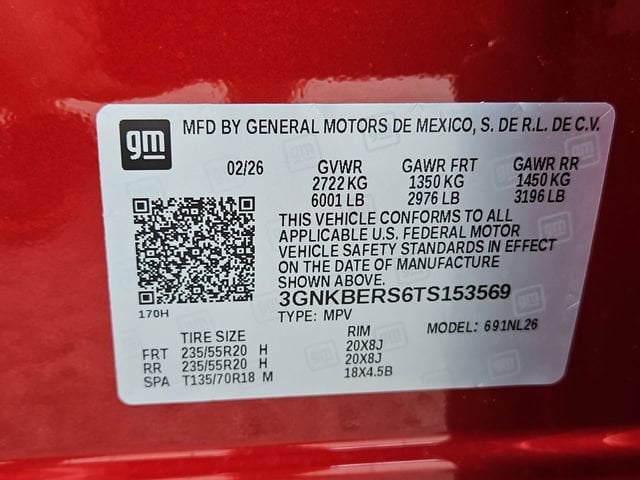 gm
MFD BY GENERAL MOTORS DE MEXICO, S. DE R.L. DE C.V.
02/26 GVWR GAWR FRT GAWR RR
2722 KG 1350 KG 1450 KG
6001 LB 2976 LB 3196 LB
THIS VEHICLE CONFORMS TO ALL
APPLICABLE U.S. FEDERAL MOTOR
VEHICLE SAFETY STANDARDS IN EFFECT
ON THE DATE OF MANUFACTURE
SHOWN ABOVE.
3GNKBERS6TS153569
170H
TYPE: MPV MODEL: 691NL26
TIRE SIZE RIM
FRT 235/55R20 H 20X8J
RR 235/55R20 H 20X8J
SPA T135/70R18 M 18X4.5B